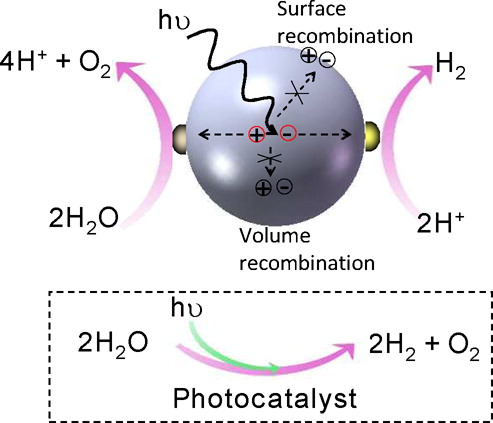 hυ
Surface
recombination
4H⁺ + O₂
H₂
2H₂O
2H⁺
Volume
recombination
hυ
2H₂O
2H₂ + O₂
Photocatalyst